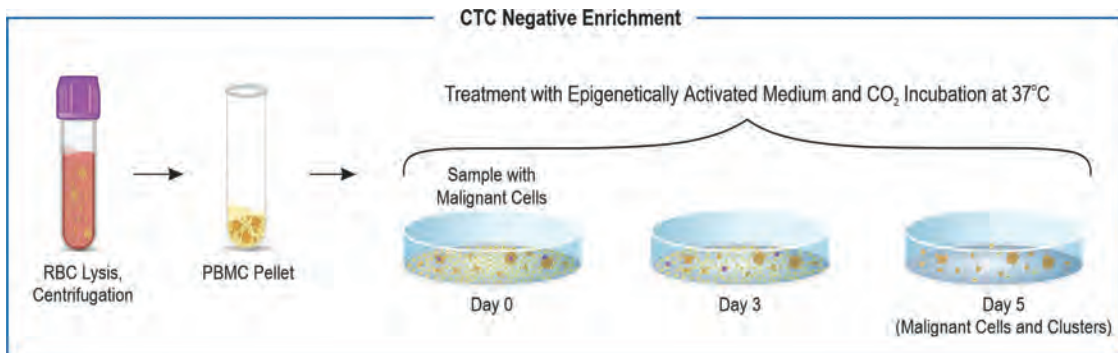 CTC Negative Enrichment
Treatment with Epigenetically Activated Medium and CO₂ Incubation at 37°C
Sample with
Malignant Cells
RBC Lysis,
Centrifugation
PBMC Pellet
Day 0
Day 3
Day 5
(Malignant Cells and Clusters)